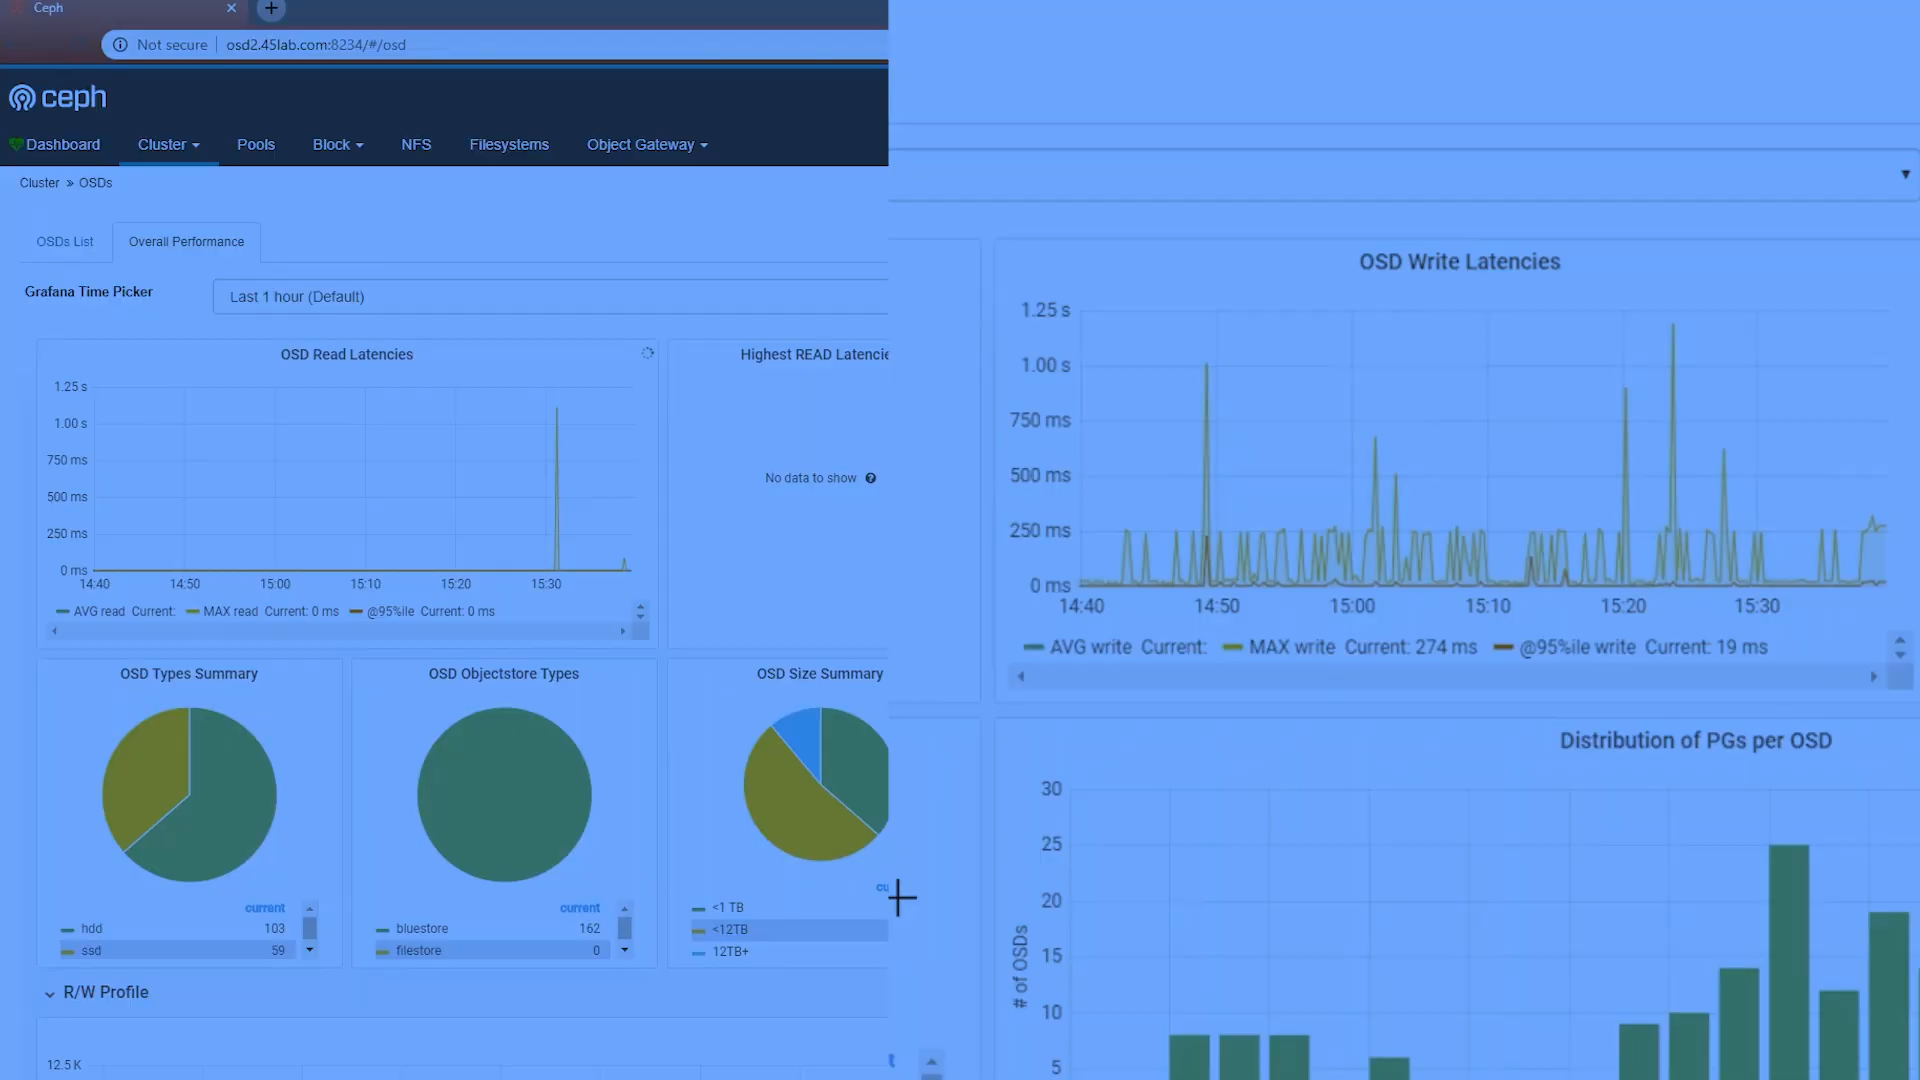 Ceph
Not secure osd2.45lab.com:8234/#/osd
ceph
Dashboard Cluster Pools Block NFS Filesystems Object Gateway
Cluster » OSDs
OSDs List Overall Performance
Grafana Time Picker Last 1 hour (Default)
OSD Read Latencies
1.25 s
1.00 s
750 ms
500 ms
250 ms
0 ms
14:40 14:50 15:00 15:10 15:20 15:30
AVG read Current: MAX read Current: 0 ms @95%ile Current: 0 ms
Highest READ Latencie
No data to show
OSD Write Latencies
1.25 s
1.00 s
750 ms
500 ms
250 ms
0 ms
14:40 14:50 15:00 15:10 15:20 15:30
AVG write Current: MAX write Current: 274 ms @95%ile write Current: 19 ms
OSD Types Summary
current
hdd 103
ssd 59
OSD Objectstore Types
current
bluestore 162
filestore 0
OSD Size Summary
cu
<1 TB
<12TB
12TB+
Distribution of PGs per OSD
# of OSDs
30
25
20
15
10
5
R/W Profile
12.5 K